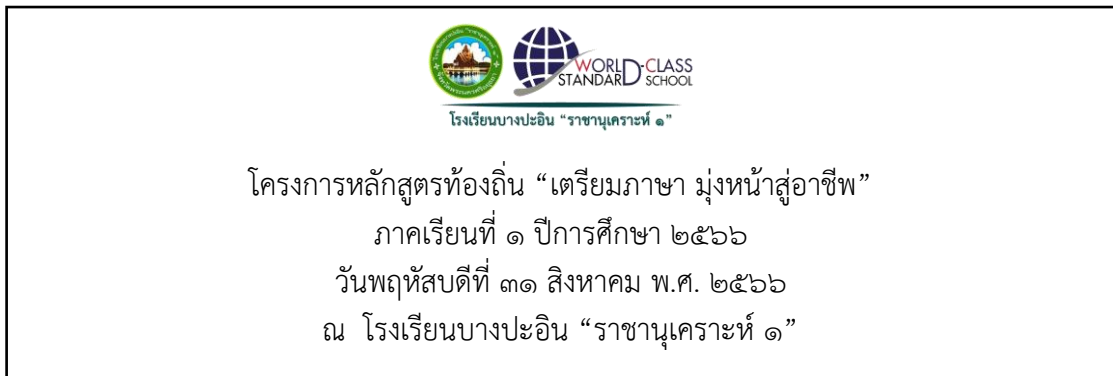 WORLD-CLASS
STANDARD SCHOOL
โรงเรียนบางปะอิน “ราชานุเคราะห์ ๑”
โครงการหลักสูตรท้องถิ่น “เตรียมภาษา มุ่งหน้าสู่อาชีพ”
ภาคเรียนที่ ๑ ปีการศึกษา ๒๕๖๖
วันพฤหัสบดีที่ ๓๑ สิงหาคม พ.ศ. ๒๕๖๖
ณ โรงเรียนบางปะอิน “ราชานุเคราะห์ ๑”